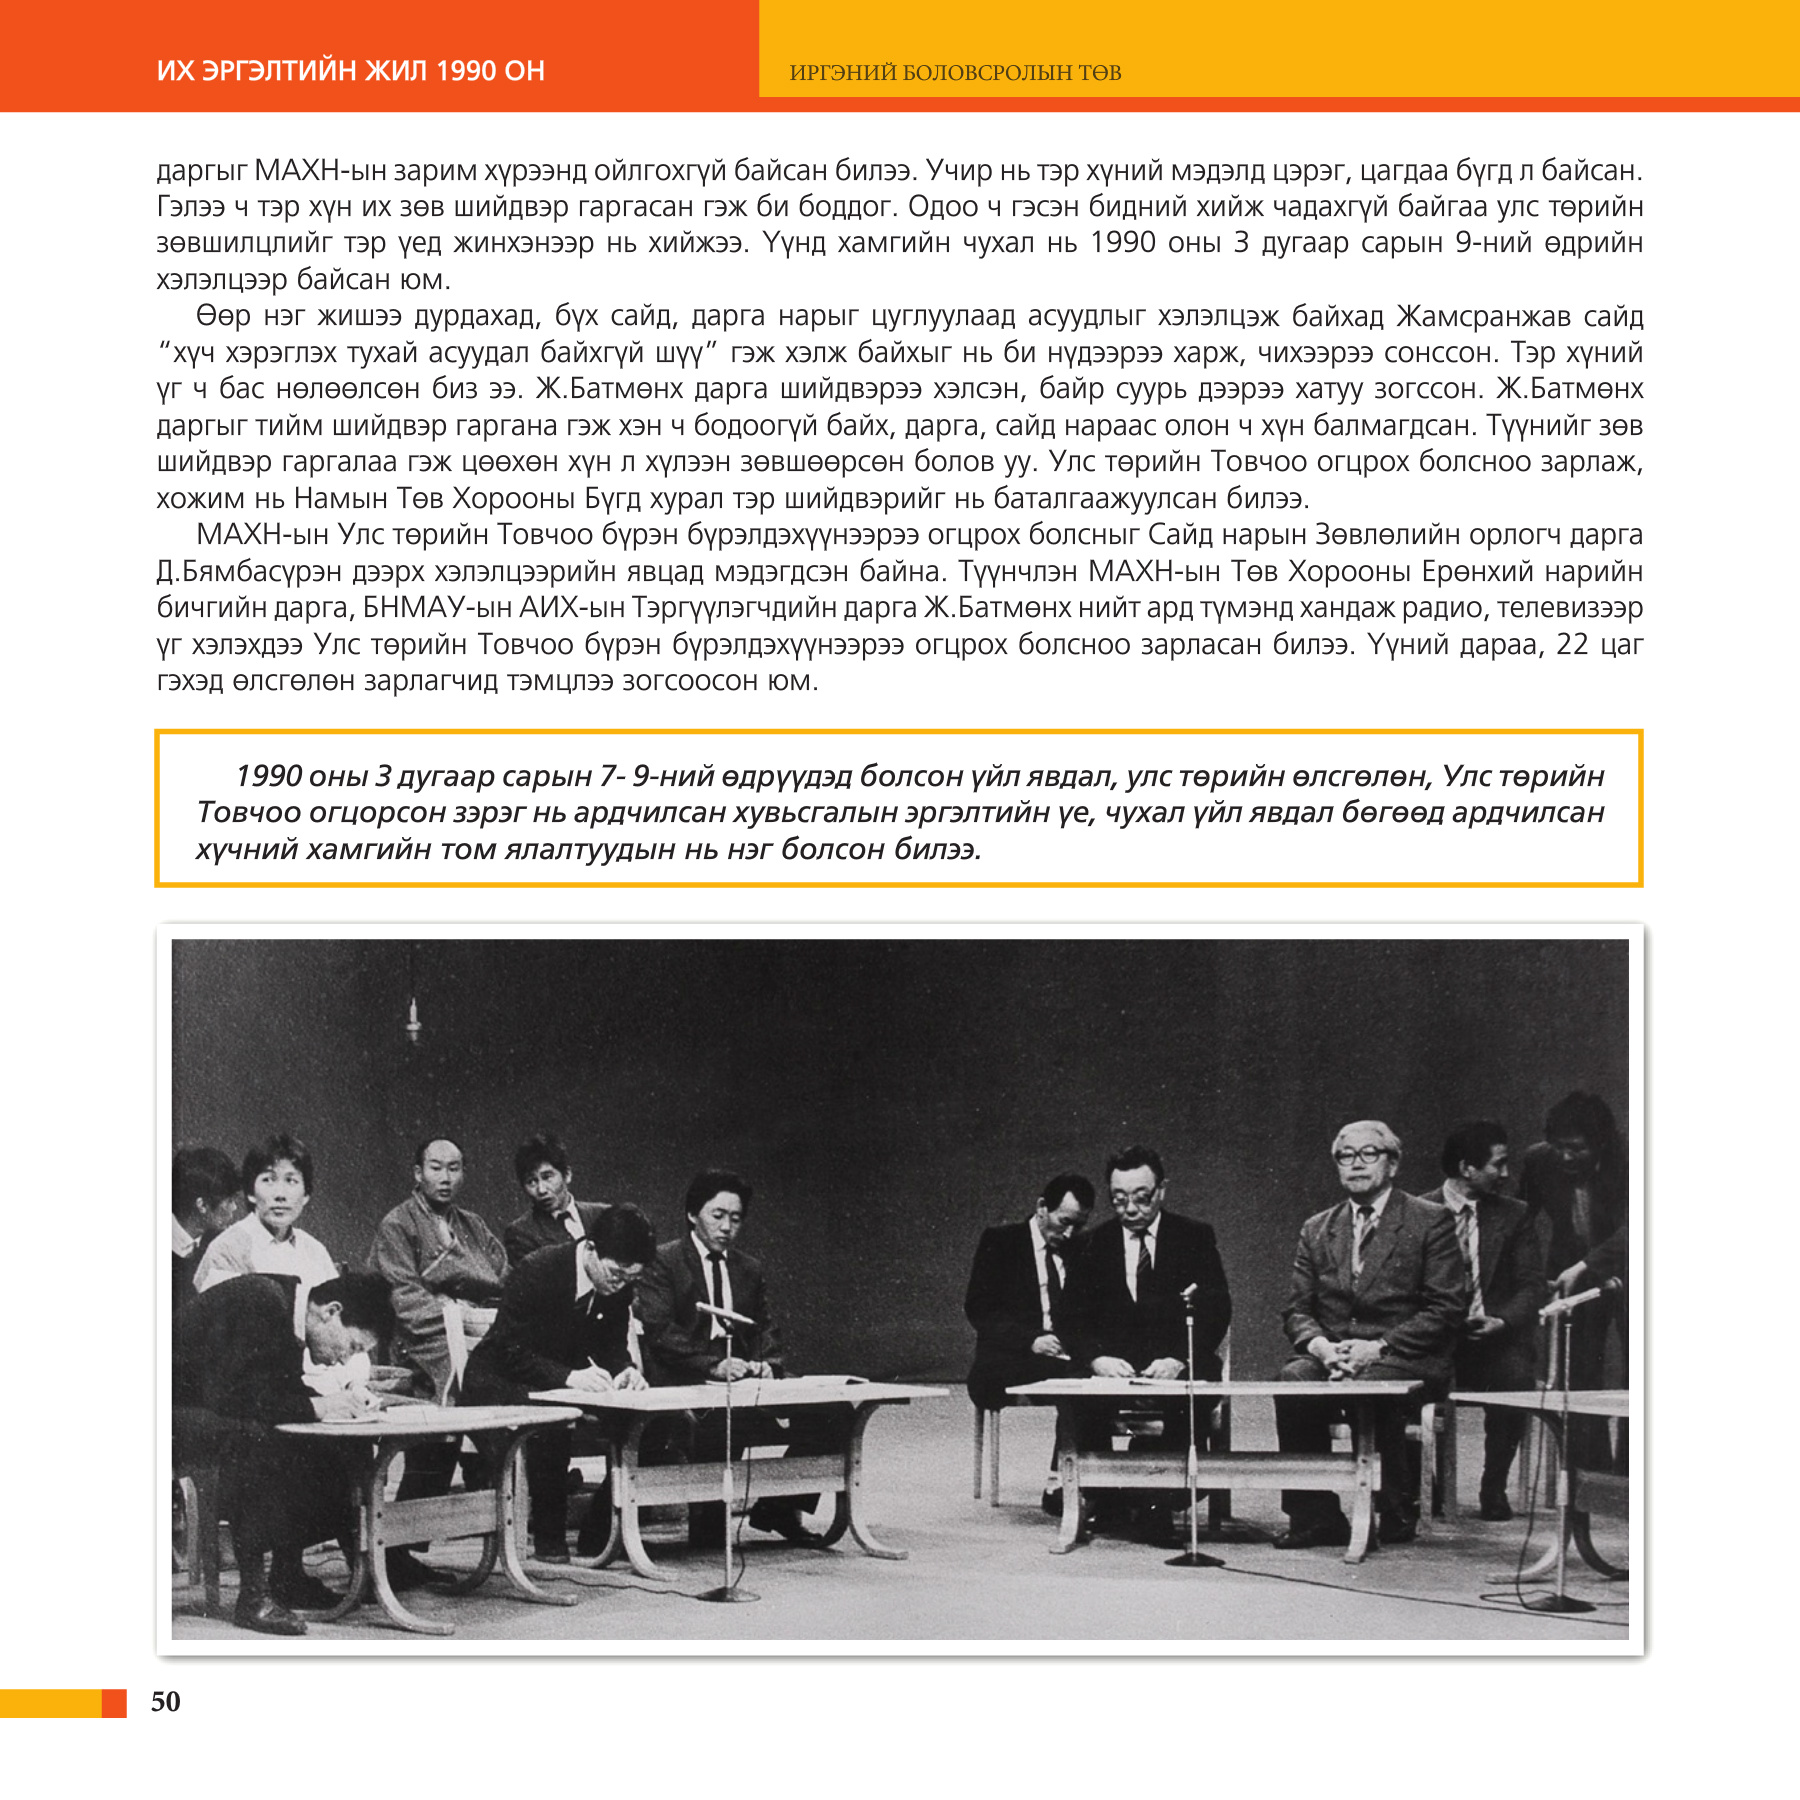 ИХ ЭРГЭЛТИЙН ЖИЛ 1990 ОН
ИРГЭНИЙ БОЛОВСРОЛЫН ТӨВ
даргыг МАХН-ын зарим хүрээнд ойлгохгүй байсан билээ. Учир нь тэр хүний мэдэлд цэрэг, цагдаа бүгд л байсан.
Гэлээ ч тэр хүн их зөв шийдвэр гаргасан гэж би боддог. Одоо ч гэсэн бидний хийж чадахгүй байгаа улс төрийн
зөвшилцлийг тэр үед жинхэнээр нь хийжээ. Үүнд хамгийн чухал нь 1990 оны 3 дугаар сарын 9-ний өдрийн
хэлэлцээр байсан юм.
Өөр нэг жишээ дурдахад, бүх сайд, дарга нарыг цуглуулаад асуудлыг хэлэлцэж байхад Жамсранжав сайд
“хүч хэрэглэх тухай асуудал байхгүй шүү” гэж хэлж байхыг нь би нүдээрээ харж, чихээрээ сонссон. Тэр хүний
үг ч бас нөлөөлсөн биз ээ. Ж.Батмөнх дарга шийдвэрээ хэлсэн, байр суурь дээрээ хатуу зогссон. Ж.Батмөнх
даргыг тийм шийдвэр гаргана гэж хэн ч бодоогүй байх, дарга, сайд нараас олон ч хүн балмагдсан. Түүнийг зөв
шийдвэр гаргалаа гэж цөөхөн хүн л хүлээн зөвшөөрсөн болов уу. Улс төрийн Товчоо огцрох болсноо зарлаж,
хожим нь Намын Төв Хорооны Бүгд хурал тэр шийдвэрийг нь баталгаажуулсан билээ.
МАХН-ын Улс төрийн Товчоо бүрэн бүрэлдэхүүнээрээ огцрох болсныг Сайд нарын Зөвлөлийн орлогч дарга
Д.Бямбасүрэн дээрх хэлэлцээрийн явцад мэдэгдсэн байна. Түүнчлэн МАХН-ын Төв Хорооны Ерөнхий нарийн
бичгийн дарга, БНМАУ-ын АИХ-ын Тэргүүлэгчдийн дарга Ж.Батмөнх нийт ард түмэнд хандаж радио, телевизээр
үг хэлэхдээ Улс төрийн Товчоо бүрэн бүрэлдэхүүнээрээ огцрох болсноо зарласан билээ. Үүний дараа, 22 цаг
гэхэд өлсгөлөн зарлагчид тэмцлээ зогсоосон юм.
1990 оны 3 дугаар сарын 7- 9-ний өдрүүдэд болсон үйл явдал, улс төрийн өлсгөлөн, Улс төрийн
Товчоо огцорсон зэрэг нь ардчилсан хувьсгалын эргэлтийн үе, чухал үйл явдал бөгөөд ардчилсан
хүчний хамгийн том ялалтуудын нь нэг болсон билээ.
50